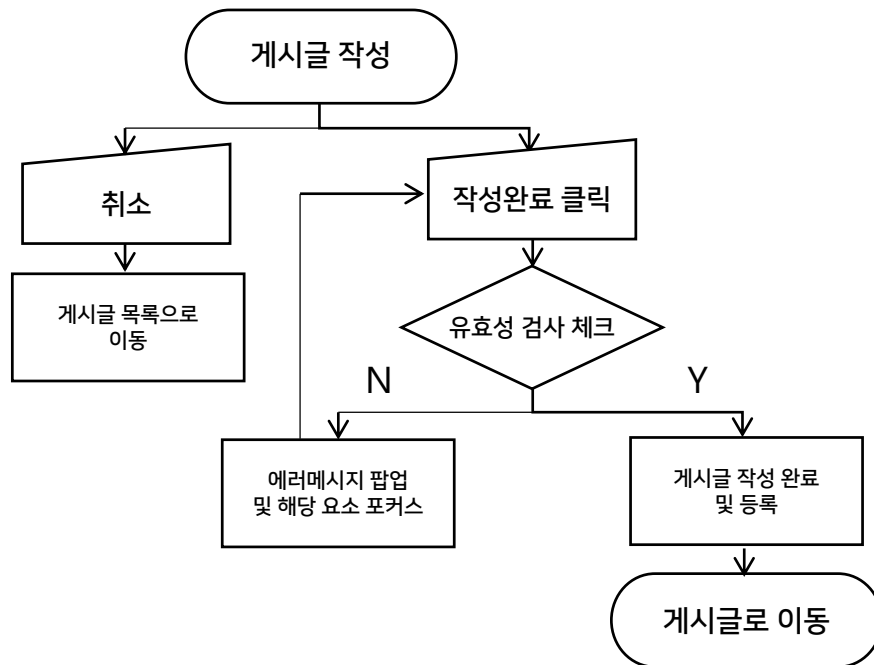 게시글 작성
취소
작성완료 클릭
게시글 목록으로
이동
유효성 검사 체크
N
Y
에러메시지 팝업
및 해당 요소 포커스
게시글 작성 완료
및 등록
게시글로 이동